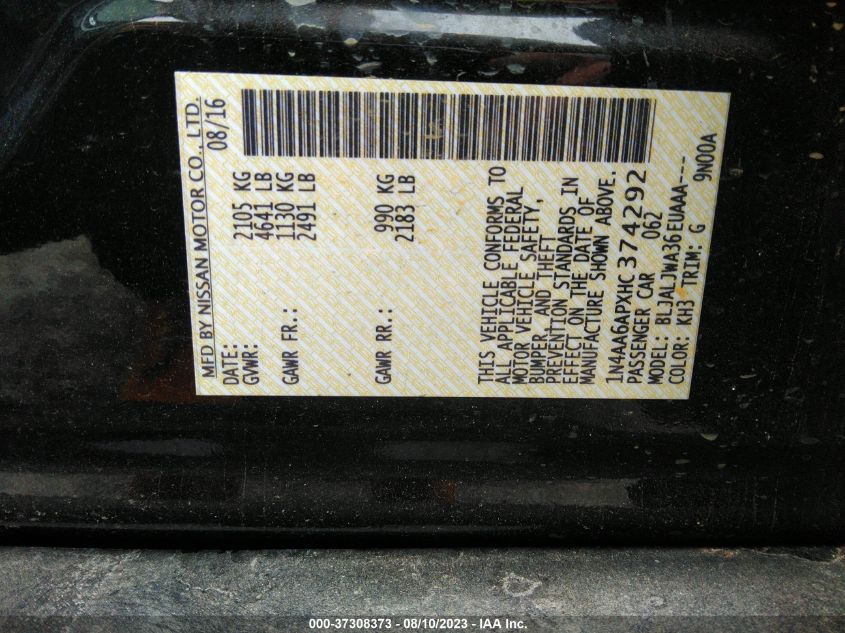 MFD BY NISSAN MOTOR CO., LTD.
DATE: 08/16
GVWR: 2105 KG
4641 LB
GAWR FR.: 1130 KG
2491 LB
GAWR RR.: 990 KG
2183 LB
THIS VEHICLE CONFORMS TO
ALL APPLICABLE FEDERAL
MOTOR VEHICLE SAFETY,
BUMPER AND THEFT
PREVENTION STANDARDS IN
EFFECT ON THE DATE OF
MANUFACTURE SHOWN ABOVE.
1N4AA6APXHC374292
PASSENGER CAR 062
MODEL: BLJALJWA36EUAAA---
COLOR: KH3 TRIM: G 9N00A
000-37308373 - 08/10/2023 - IAA Inc.